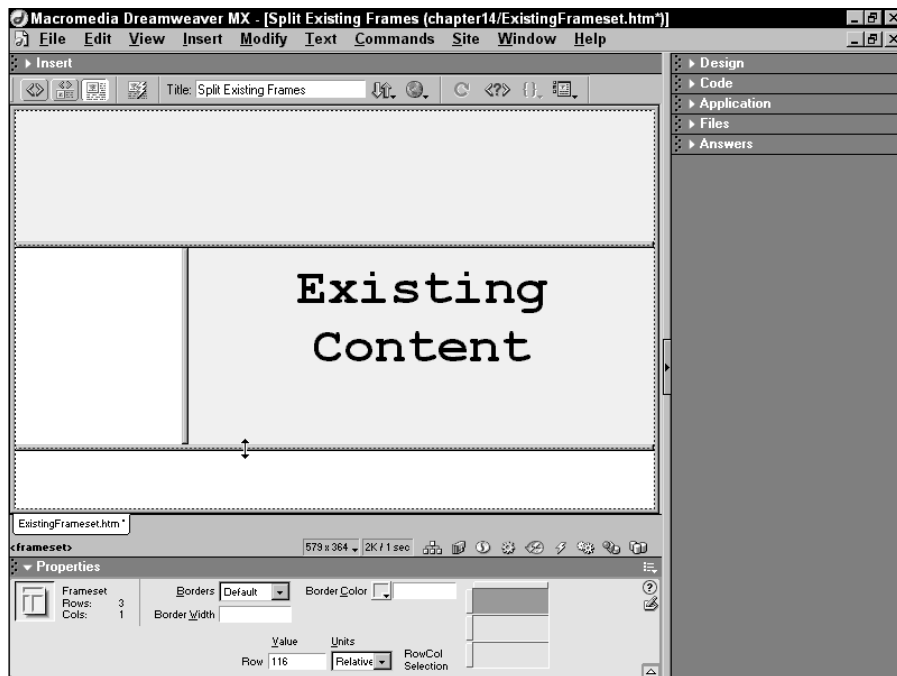 Macromedia Dreamweaver MX - [Split Existing Frames (chapter14/ExistingFrameset.htm*)]
File Edit View Insert Modify Text Commands Site Window Help
Insert
Title: Split Existing Frames
Design
Code
Application
Files
Answers
Existing
Content
ExistingFrameset.htm*
<frameset> 579 x 364 2K / 1 sec
Properties
Frameset
Rows: 3
Cols: 1
Borders Default Border Color
Border Width
Value Units
Row 116 Relative RowCol
Selection